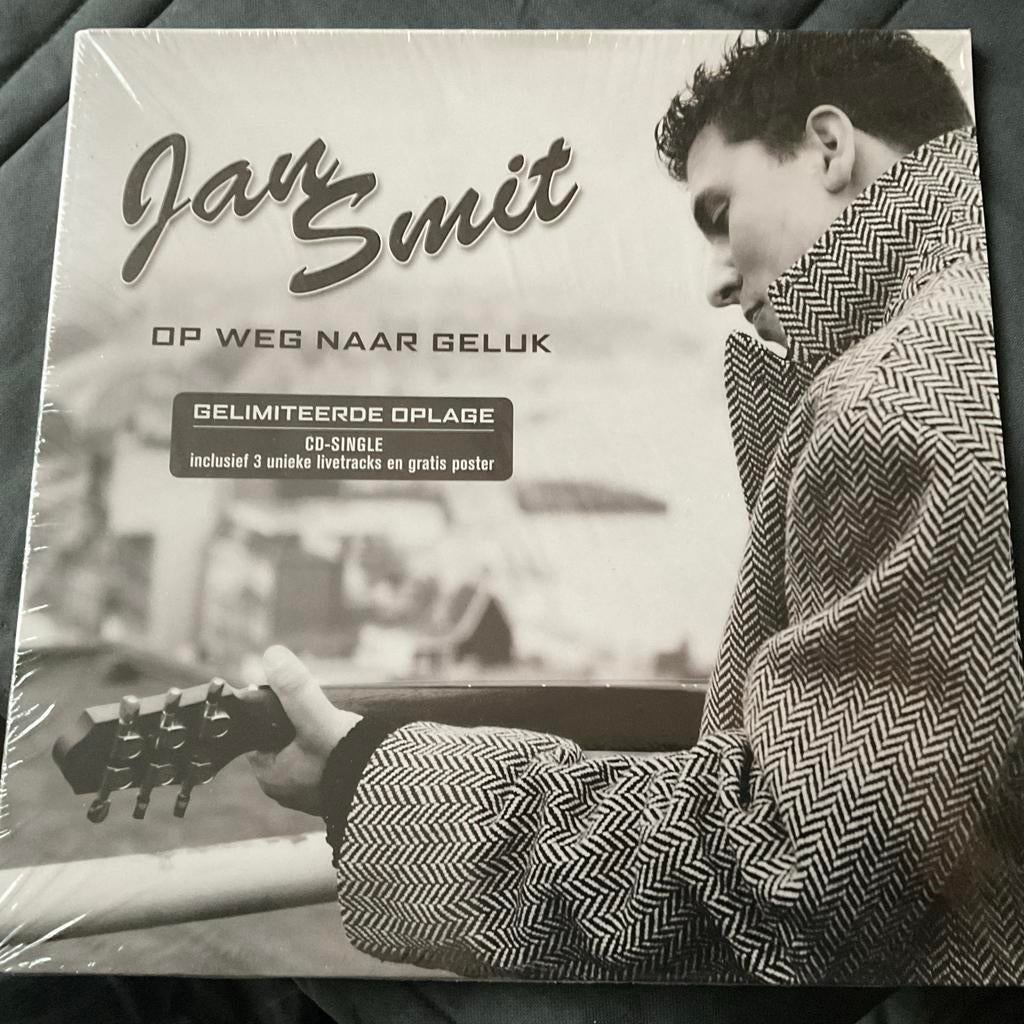 Jan
Smit
OP WEG NAAR GELUK
GELIMITEERDE OPLAGE
CD-SINGLE
inclusief 3 unieke livetracks en gratis poster